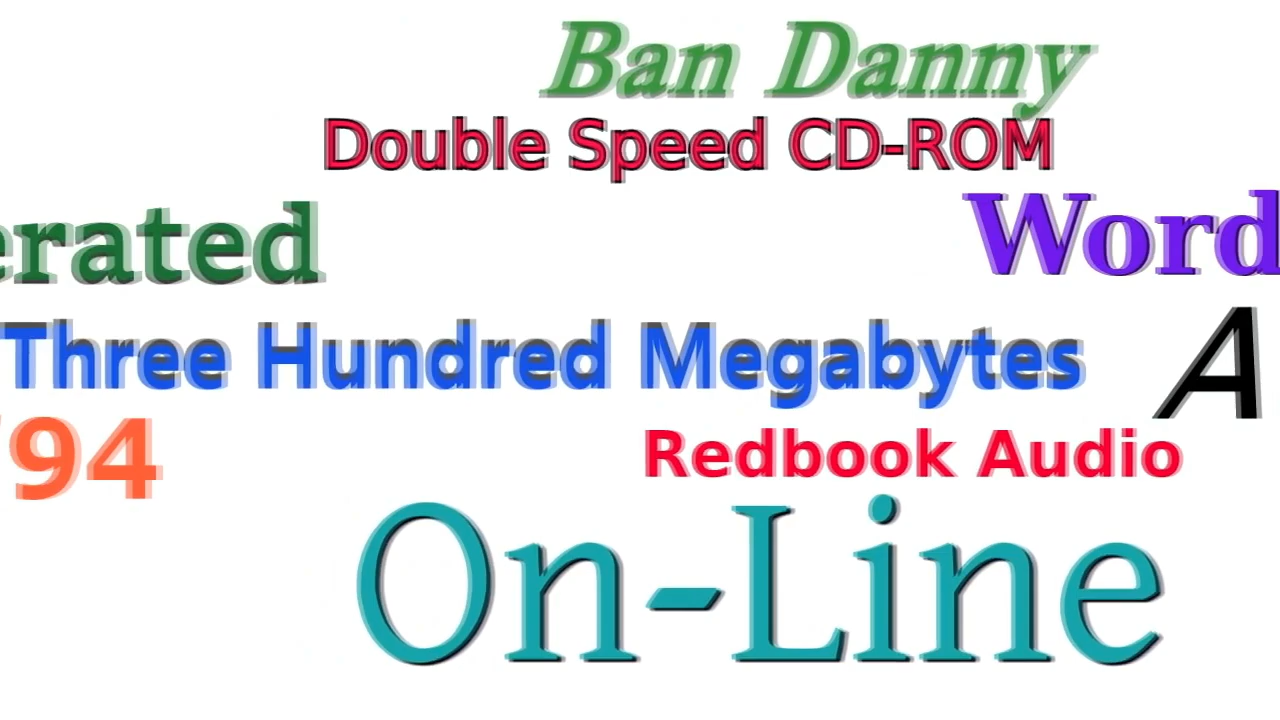 Ban Danny
Double Speed CD-ROM
erated
Word
Three Hundred Megabytes
A
'94
Redbook Audio
On-Line